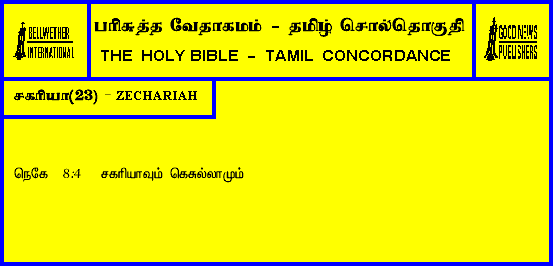 BELLWETHER
INTERNATIONAL
பரிசுத்த வேதாகமம் - தமிழ் சொல்தொகுதி
THE HOLY BIBLE - TAMIL CONCORDANCE
GOOD NEWS
PUBLISHERS
சகரியா(23) - ZECHARIAH
நெகே 8:4 சகரியாவும் கெசுல்லாமும்